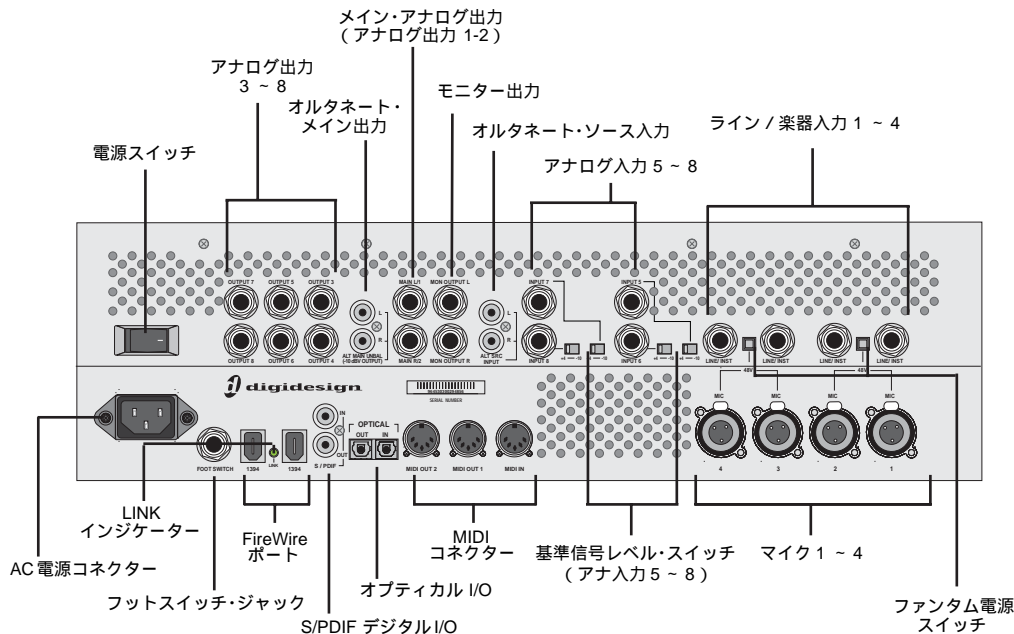 メイン・アナログ出力
( アナログ出力 1-2 )
アナログ出力
3 ~ 8
モニター出力
オルタネート・
メイン出力
オルタネート・ソース入力
ライン / 楽器入力 1 ~ 4
電源スイッチ
アナログ入力 5 ~ 8
OUTPUT 7
OUTPUT 5
OUTPUT 3
MAIN L/1
MON OUTPUT L
INPUT 7
INPUT 5
L
L
R
R
OUTPUT 8
OUTPUT 6
OUTPUT 4
ALT MAIN UNBAL
(-10 dBV OUTPUT)
MAIN R/2
MON OUTPUT R
ALT SRC
INPUT
INPUT 8
+4 -10
+4 -10
INPUT 6
+4 -10
+4 -10
LINE/ INST
LINE/ INST
LINE/ INST
LINE/ INST
48V
48V
digidesign
SERIAL NUMBER
MIC
MIC
MIC
MIC
IN
OUT
S / PDIF
OPTICAL
OUT
IN
FOOT SWITCH
1394
LINK
1394
MIDI OUT 2
MIDI OUT 1
MIDI IN
4
3
2
1
LINK
インジケーター
FireWire
ポート
MIDI
コネクター
基準信号レベル・スイッチ
( アナ入力 5 ~ 8 )
マイク 1 ~ 4
AC 電源コネクター
オプティカル I/O
フットスイッチ・ジャック
ファンタム電源
スイッチ
S/PDIF デジタル I/O